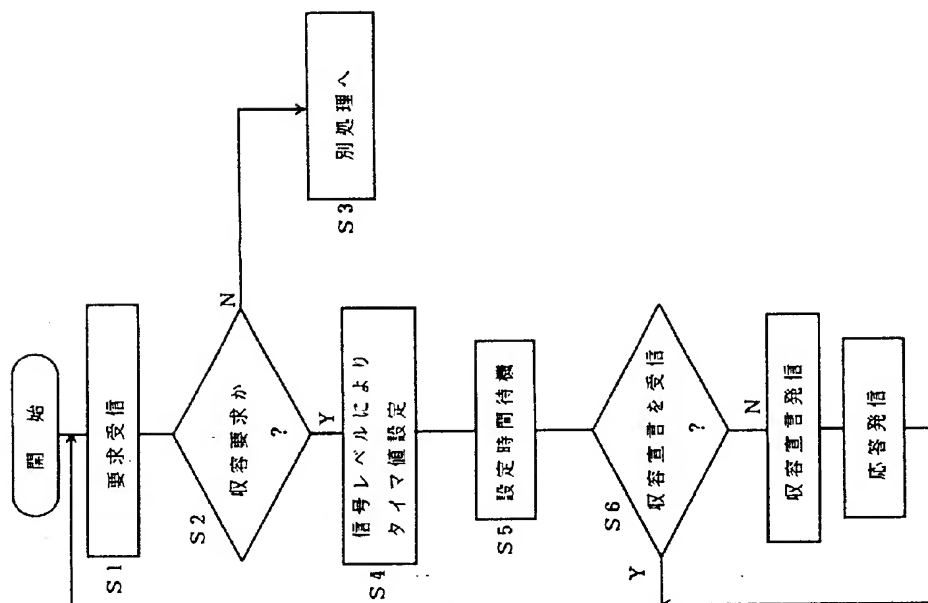 開始
S1
要求受信
S2
収容要求か
?
N
Y
S3
別処理へ
S4
信号レベルにより
タイマ値設定
S5
設定時間待機
S6
収容宣言を受信
?
Y
N
収容宣言発信
応答発信